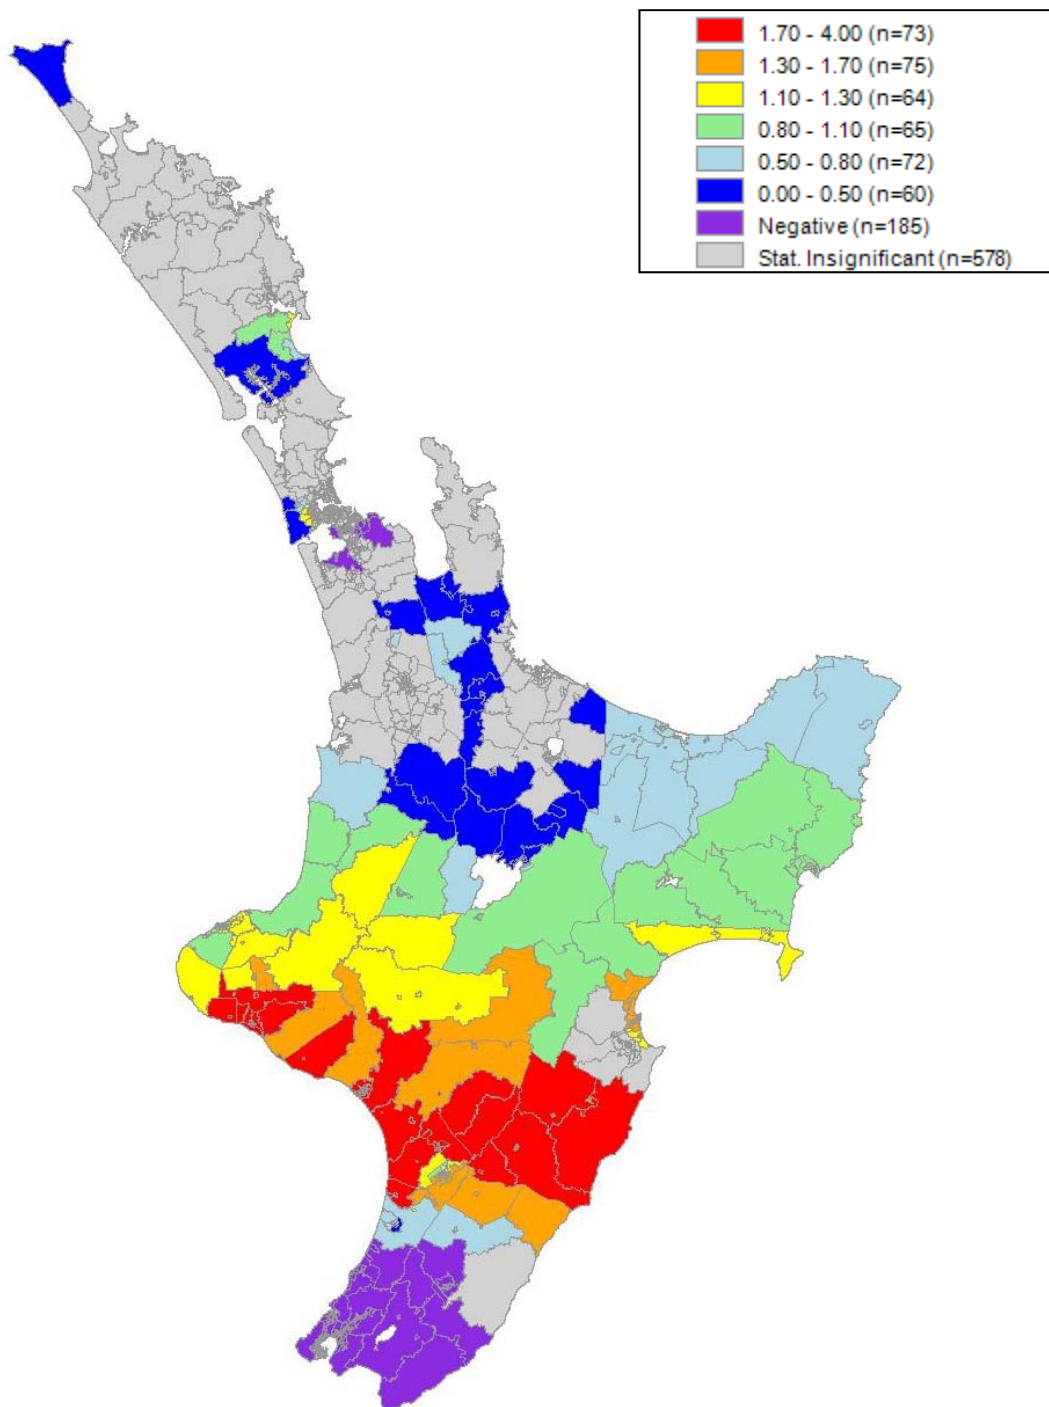 1.70 - 4.00 (n=73)
1.30 - 1.70 (n=75)
1.10 - 1.30 (n=64)
0.80 - 1.10 (n=65)
0.50 - 0.80 (n=72)
0.00 - 0.50 (n=60)
Negative (n=185)
Stat. Insignificant (n=578)